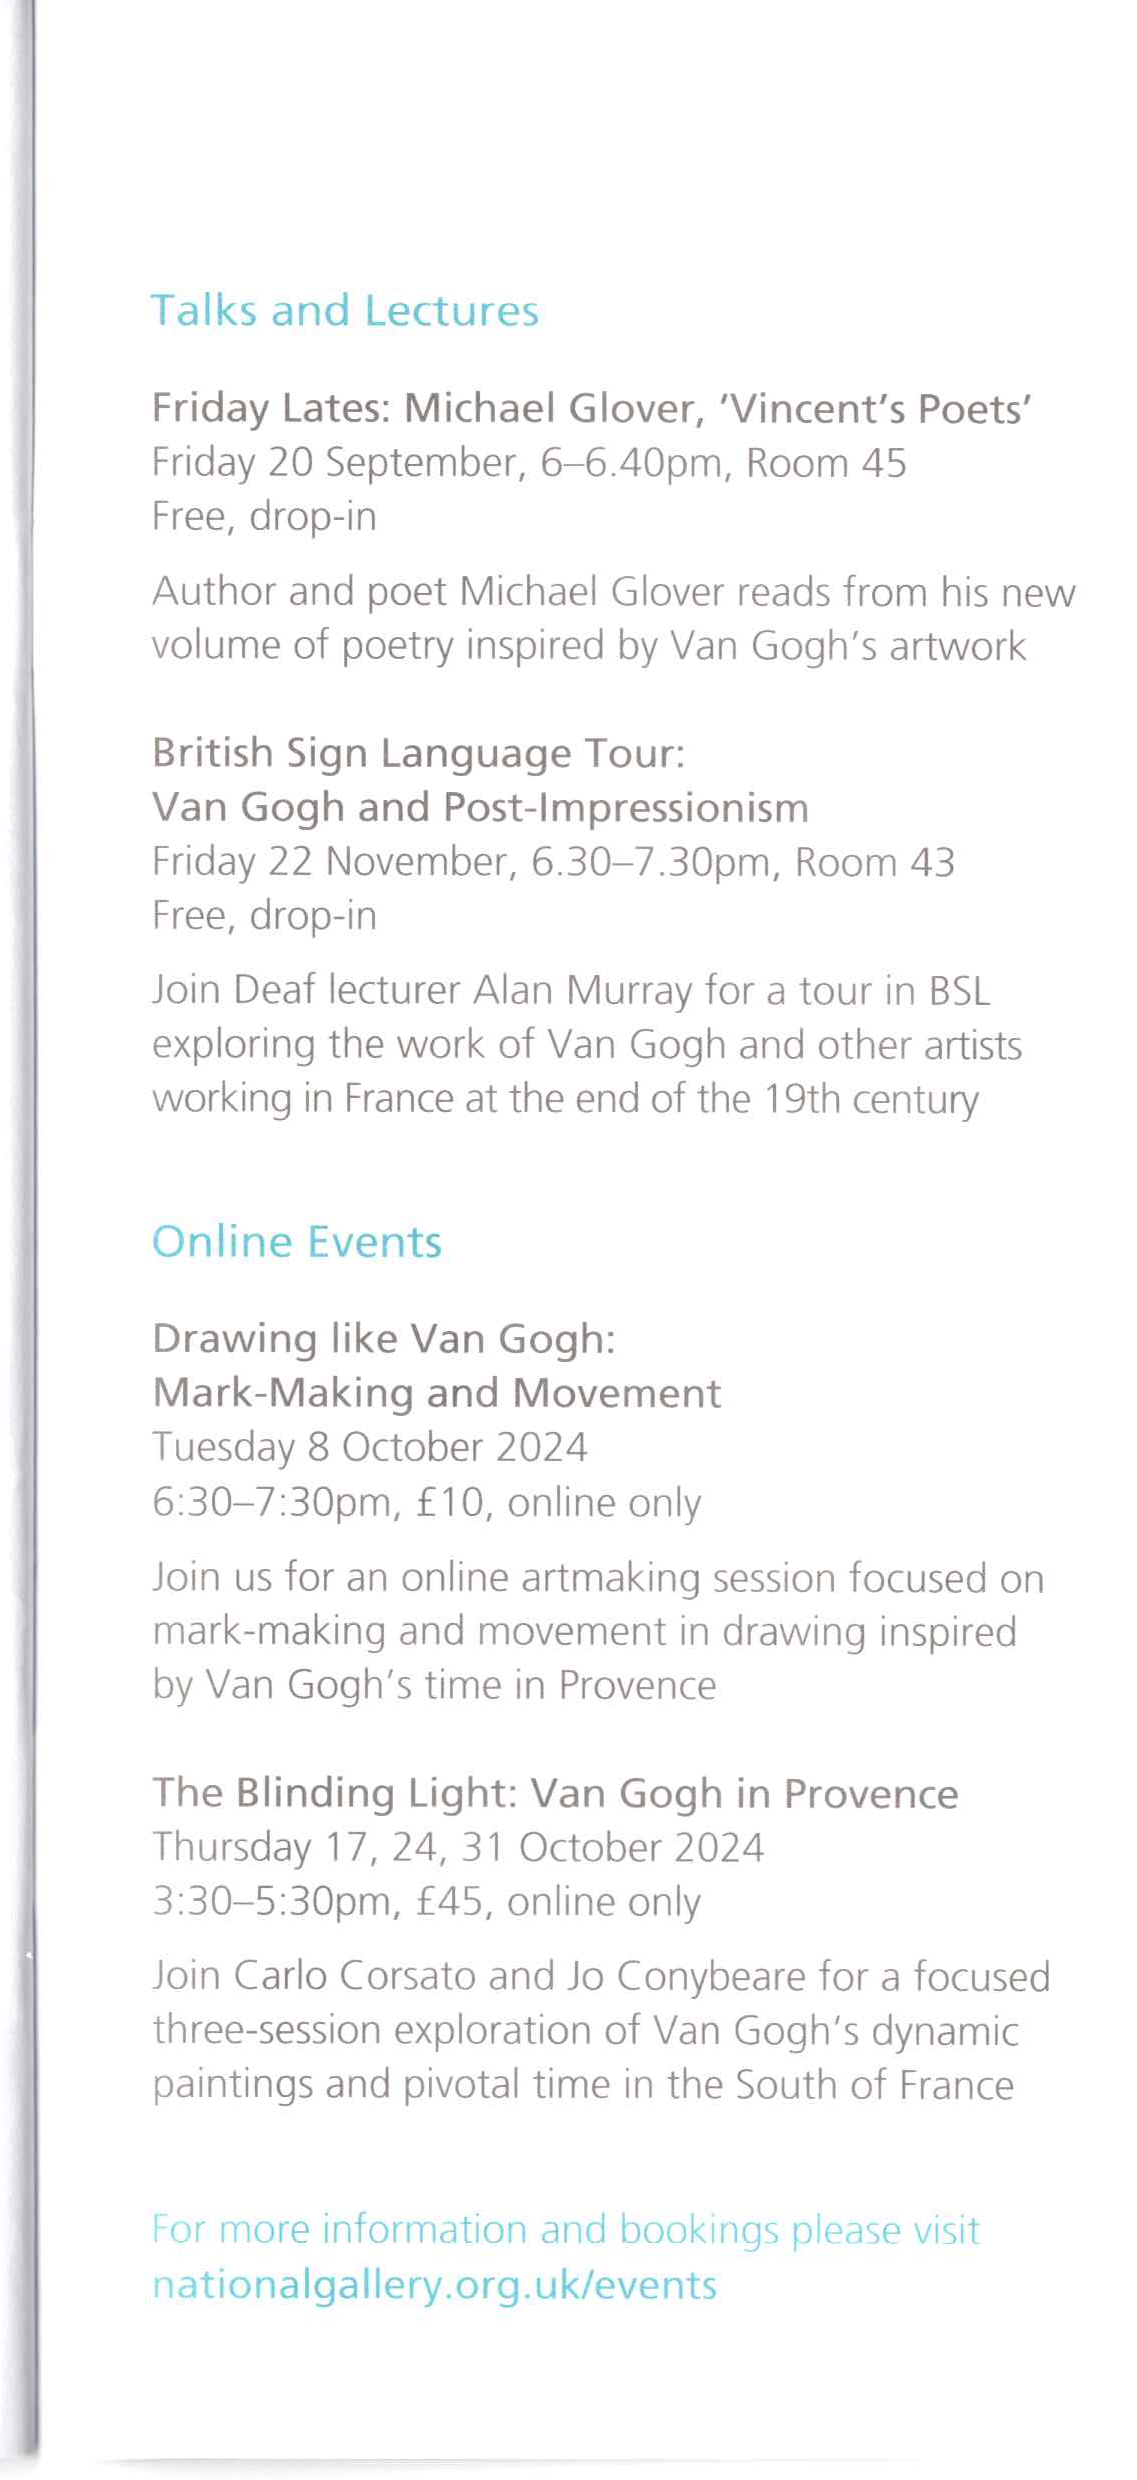 Talks and Lectures
Friday Lates: Michael Glover, ‘Vincent’s Poets’
Friday 20 September, 6–6.40pm, Room 45
Free, drop-in
Author and poet Michael Glover reads from his new
volume of poetry inspired by Van Gogh’s artwork
British Sign Language Tour:
Van Gogh and Post-Impressionism
Friday 22 November, 6.30–7.30pm, Room 43
Free, drop-in
Join Deaf lecturer Alan Murray for a tour in BSL
exploring the work of Van Gogh and other artists
working in France at the end of the 19th century
Online Events
Drawing like Van Gogh:
Mark-Making and Movement
Tuesday 8 October 2024
6:30–7:30pm, £10, online only
Join us for an online artmaking session focused on
mark-making and movement in drawing inspired
by Van Gogh’s time in Provence
The Blinding Light: Van Gogh in Provence
Thursday 17, 24, 31 October 2024
3:30–5:30pm, £45, online only
Join Carlo Corsato and Jo Conybeare for a focused
three-session exploration of Van Gogh’s dynamic
paintings and pivotal time in the South of France
For more information and bookings please visit
nationalgallery.org.uk/events